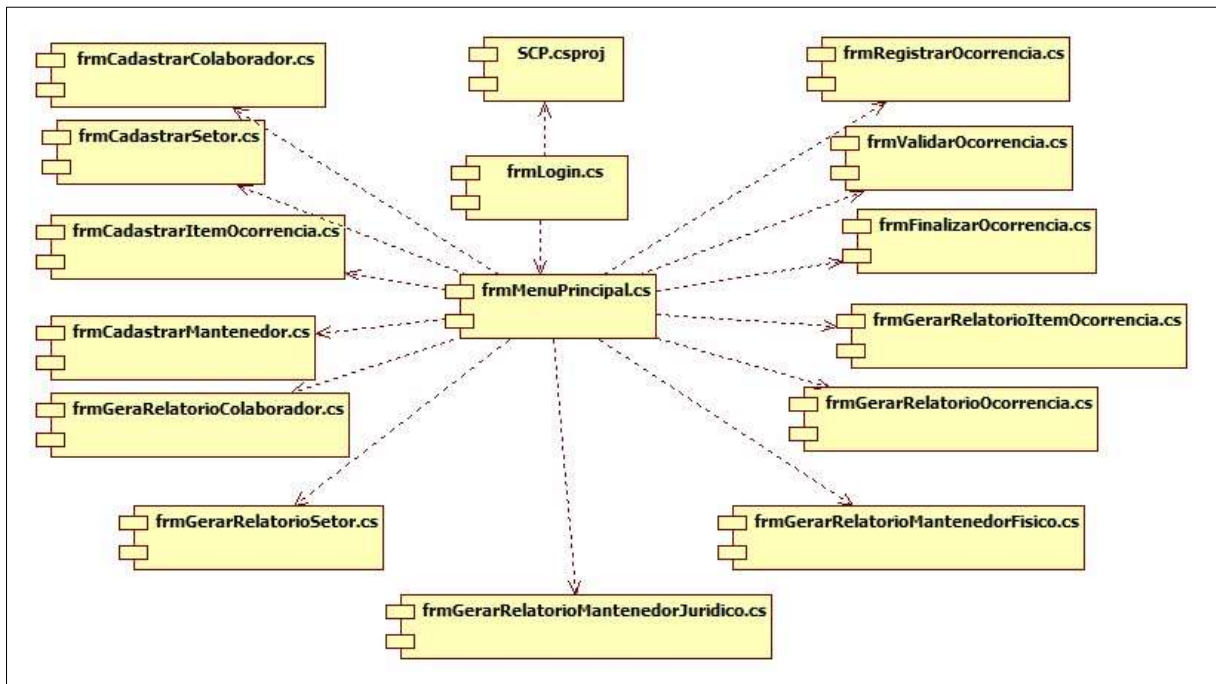 frmCadastrarColaborador.cs
SCP.csproj
frmRegistrarOcorrencia.cs
frmCadastrarSetor.cs
frmValidarOcorrencia.cs
frmLogin.cs
frmCadastrarItemOcorrencia.cs
frmFinalizarOcorrencia.cs
frmMenuPrincipal.cs
frmCadastrarMantenedor.cs
frmGerarRelatorioItemOcorrencia.cs
frmGeraRelatorioColaborador.cs
frmGerarRelatorioOcorrencia.cs
frmGerarRelatorioSetor.cs
frmGerarRelatorioMantenedorFisico.cs
frmGerarRelatorioMantenedorJuridico.cs